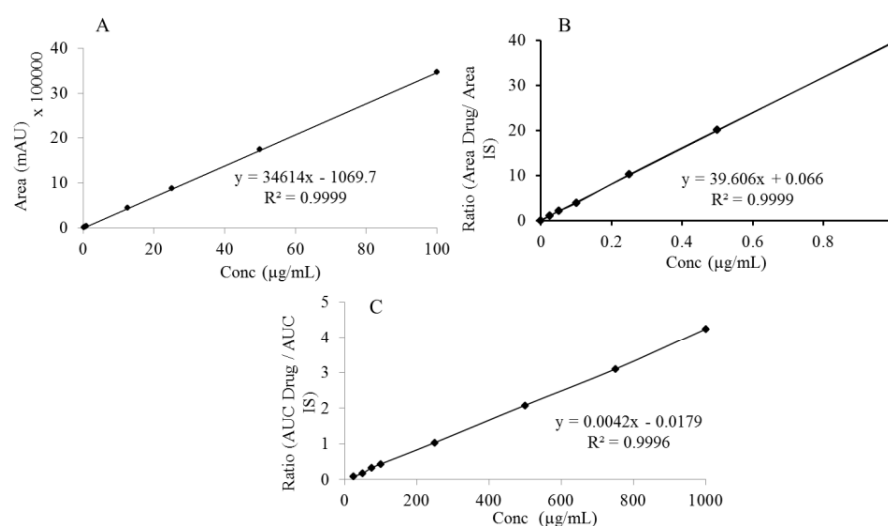 A
Area (mAU)
x 100000
40
30
20
10
0
y = 34614x - 1069.7
R² = 0.9999
0 20 40 60 80 100
Conc (µg/mL)
B
Ratio (Area Drug/ Area
IS)
40
30
20
10
0
y = 39.606x + 0.066
R² = 0.9999
0 0.2 0.4 0.6 0.8
Conc (µg/mL)
C
Ratio (AUC Drug / AUC
IS)
5
4
3
2
1
0
y = 0.0042x - 0.0179
R² = 0.9996
0 200 400 600 800 1000
Conc (µg/mL)